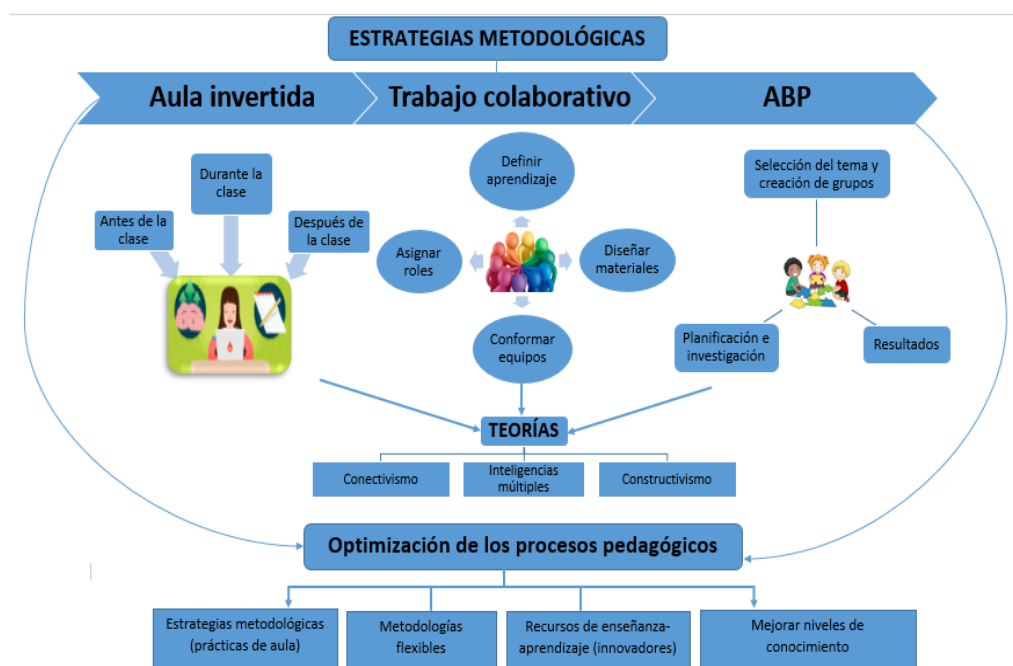 ESTRATEGIAS METODOLÓGICAS
Aula invertida
Trabajo colaborativo
ABP
Antes de la
clase
Durante la
clase
Después de
la clase
Definir
aprendizaje
Asignar
roles
Diseñar
materiales
Conformar
equipos
Selección del tema y
creación de grupos
Planificación e
investigación
Resultados
TEORÍAS
Conectivismo
Inteligencias
múltiples
Constructivismo
Optimización de los procesos pedagógicos
Estrategias metodológicas
(prácticas de aula)
Metodologías
flexibles
Recursos de enseñanza-
aprendizaje (innovadores)
Mejorar niveles de
conocimiento